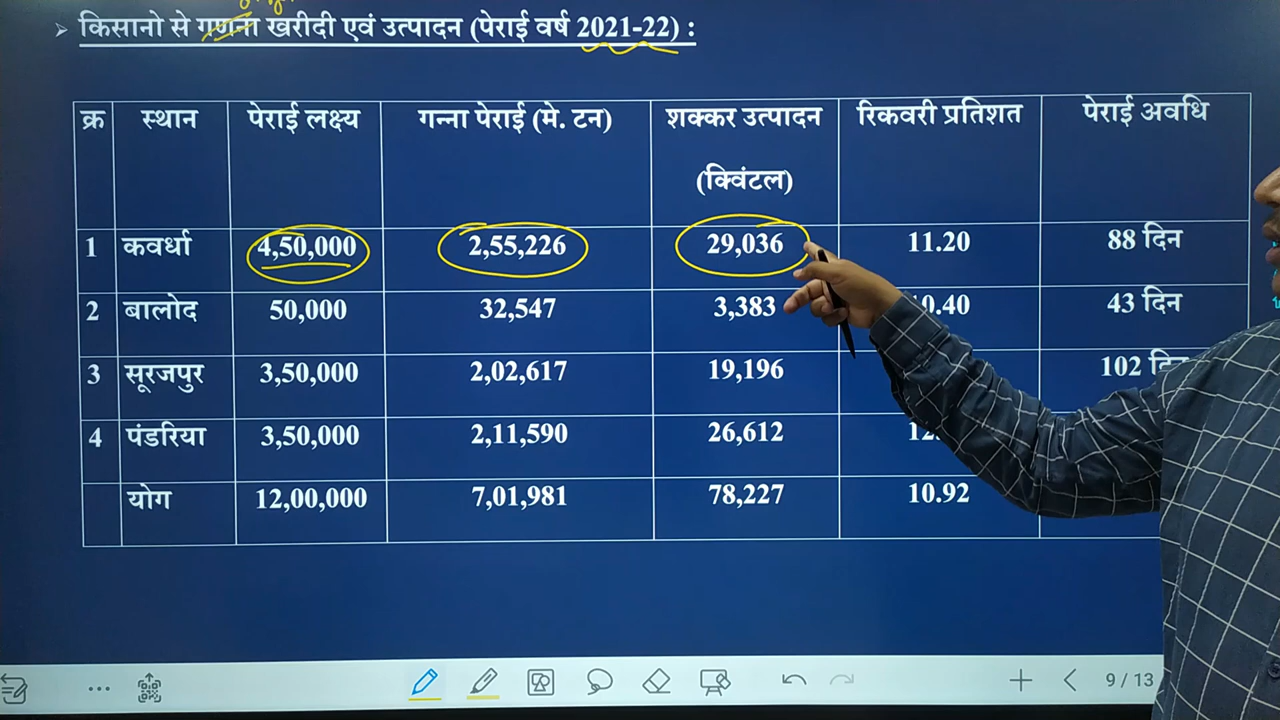 ➢ किसानो से गणना खरीदी एवं उत्पादन (पेराई वर्ष 2021-22) :
क्र स्थान पेराई लक्ष्य गन्ना पेराई (मे. टन) शक्कर उत्पादन (क्विंटल) रिकवरी प्रतिशत पेराई अवधि
1 कवर्धा 4,50,000 2,55,226 29,036 11.20 88 दिन
2 बालोद 50,000 32,547 3,383 43 दिन
3 सूरजपुर 3,50,000 2,02,617 19,196 102
4 पंडरिया 3,50,000 2,11,590 26,612
योग 12,00,000 7,01,981 78,227 10.92
9 / 13